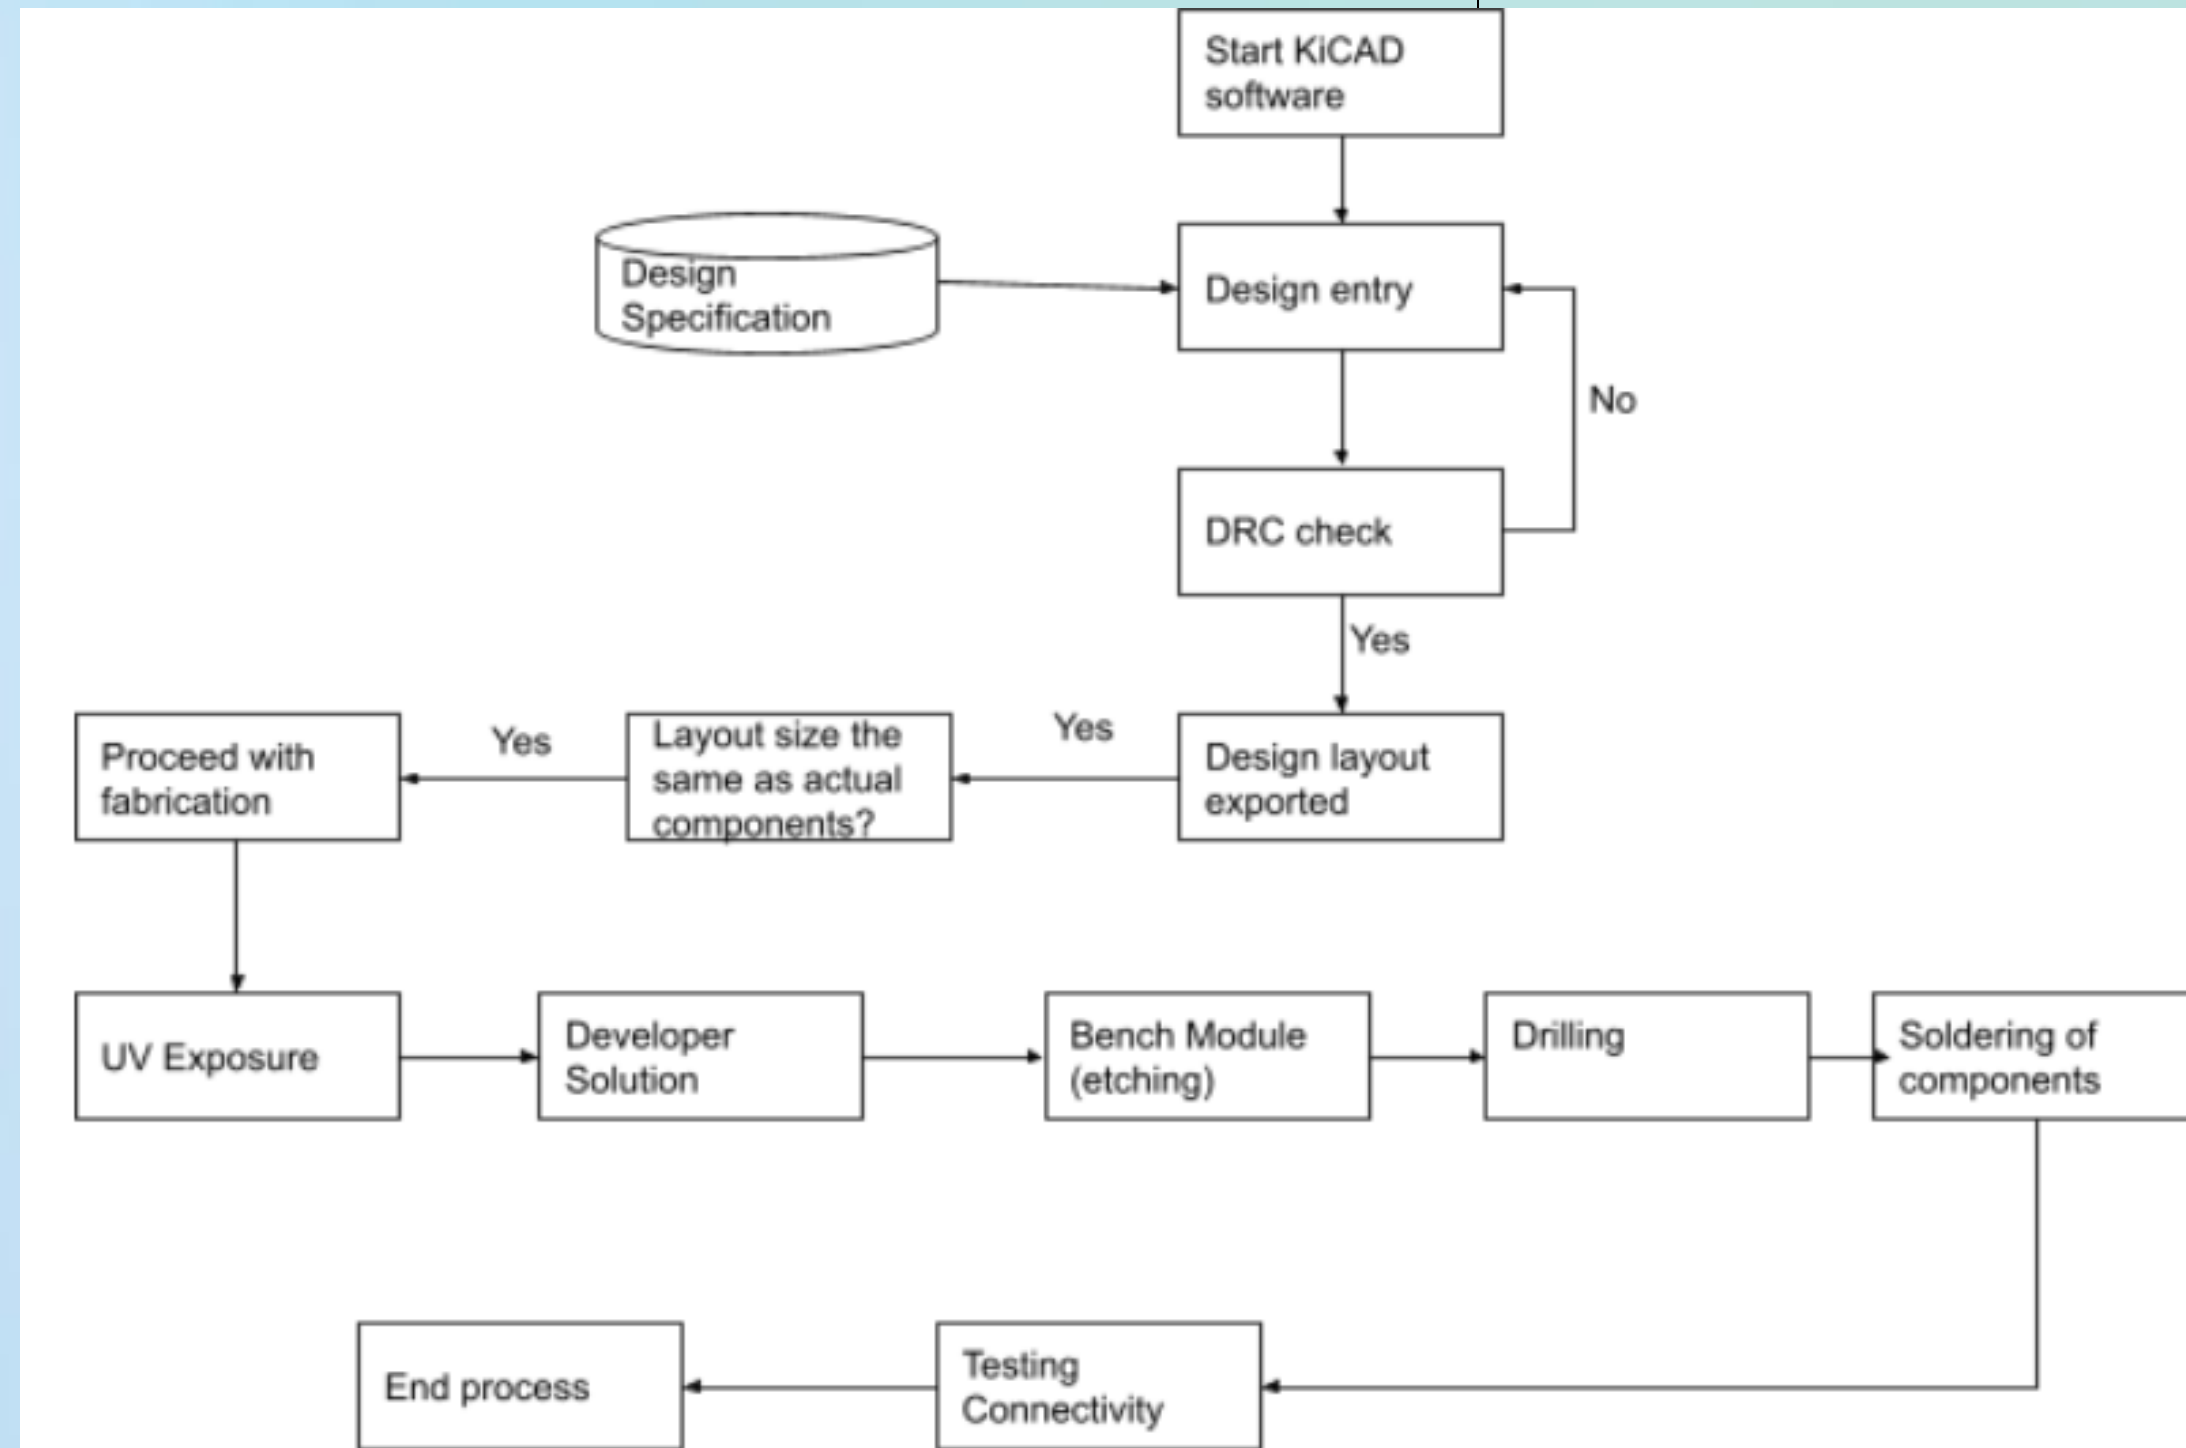 Start KiCAD
software
Design
Specification
Design entry
No
DRC check
Yes
Proceed with
fabrication
Yes
Layout size the
same as actual
components?
Yes
Design layout
exported
UV Exposure
Developer
Solution
Bench Module
(etching)
Drilling
Soldering of
components
End process
Testing
Connectivity